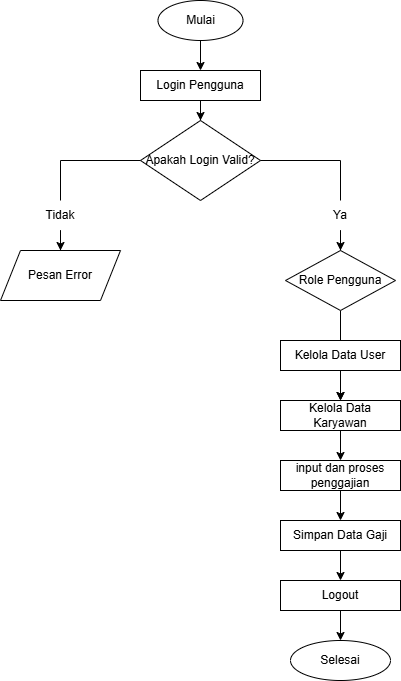 Mulai
Login Pengguna
Apakah Login Valid?
Tidak
Ya
Pesan Error
Role Pengguna
Kelola Data User
Kelola Data
Karyawan
input dan proses
penggajian
Simpan Data Gaji
Logout
Selesai